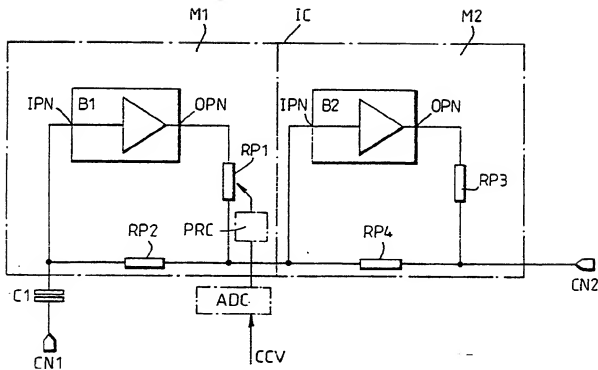 M1
IC
M2
IPN
B1
OPN
IPN
B2
OPN
RP1
RP3
PRC
RP2
RP4
C1
ADC
CN2
CN1
CCV